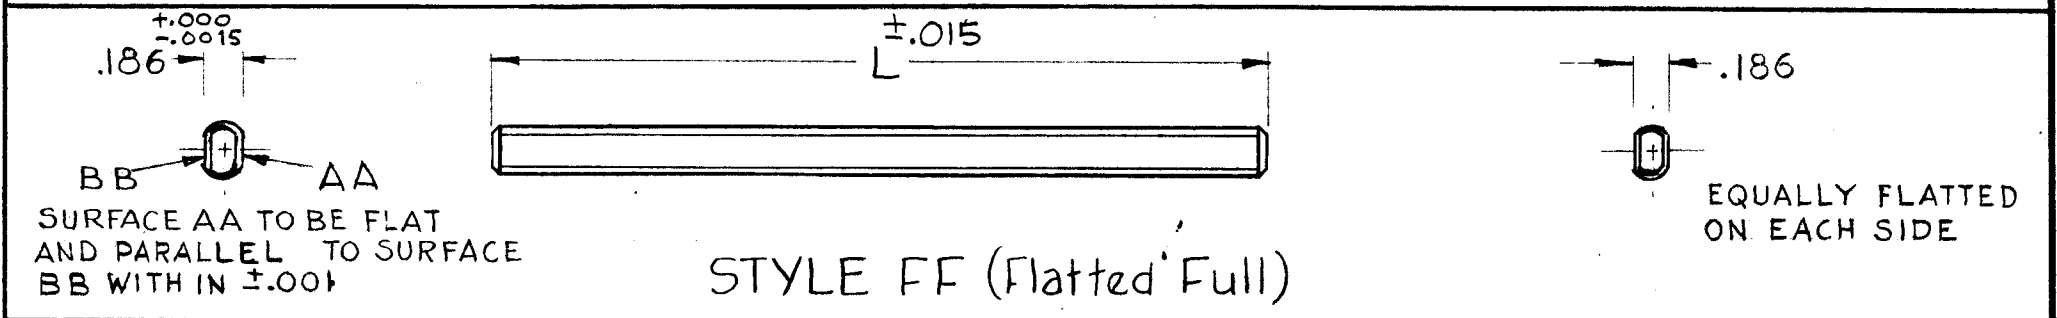 +.000
-.0015
.186
±.015
L
.186
BB
AA
SURFACE AA TO BE FLAT
AND PARALLEL TO SURFACE
BB WITH IN ±.001
EQUALLY FLATTED
ON EACH SIDE
STYLE FF (Flatted Full)